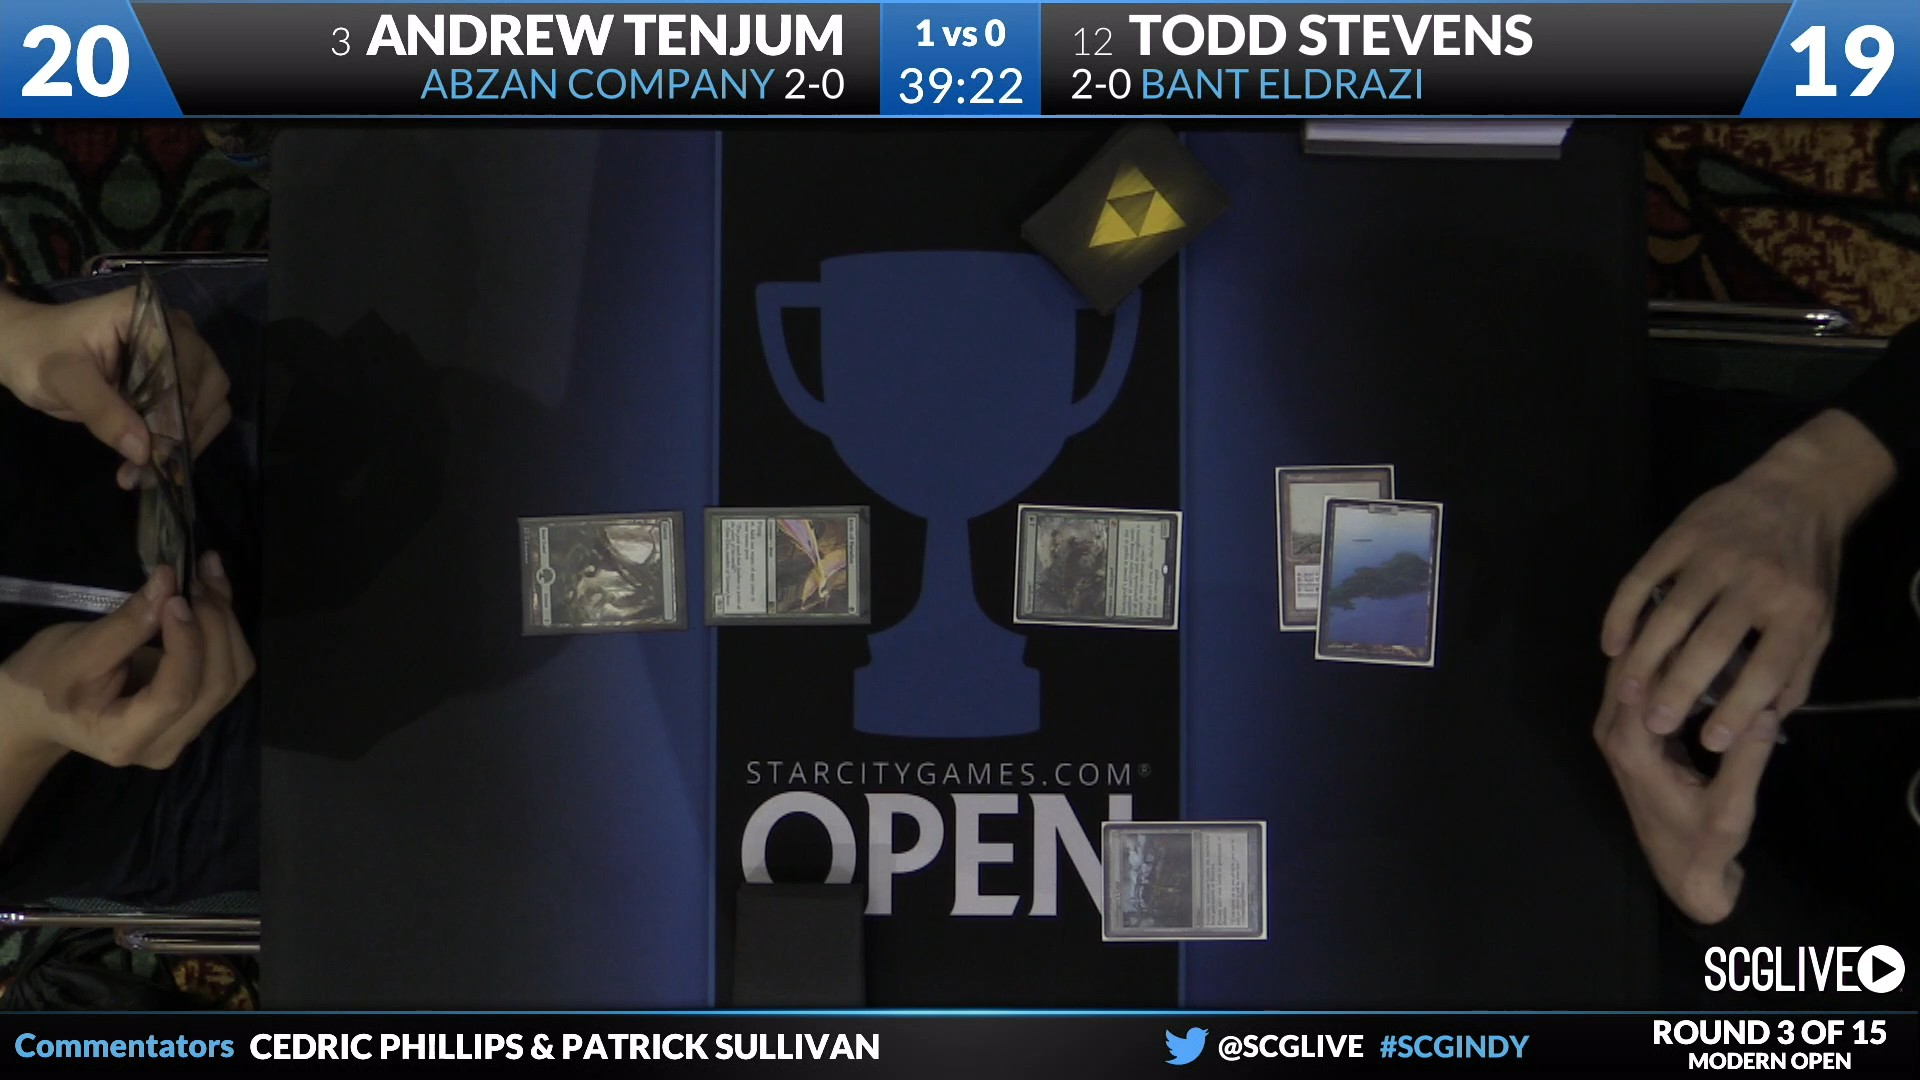 20
3 ANDREW TENJUM
ABZAN COMPANY 2-0
1 vs 0
39:22
12 TODD STEVENS
2-0 BANT ELDRAZI
19
STARCITYGAMES.COM®
OPEN
SCGLIVE
Commentators CEDRIC PHILLIPS & PATRICK SULLIVAN
@SCGLIVE #SCGINDY
ROUND 3 OF 15
MODERN OPEN